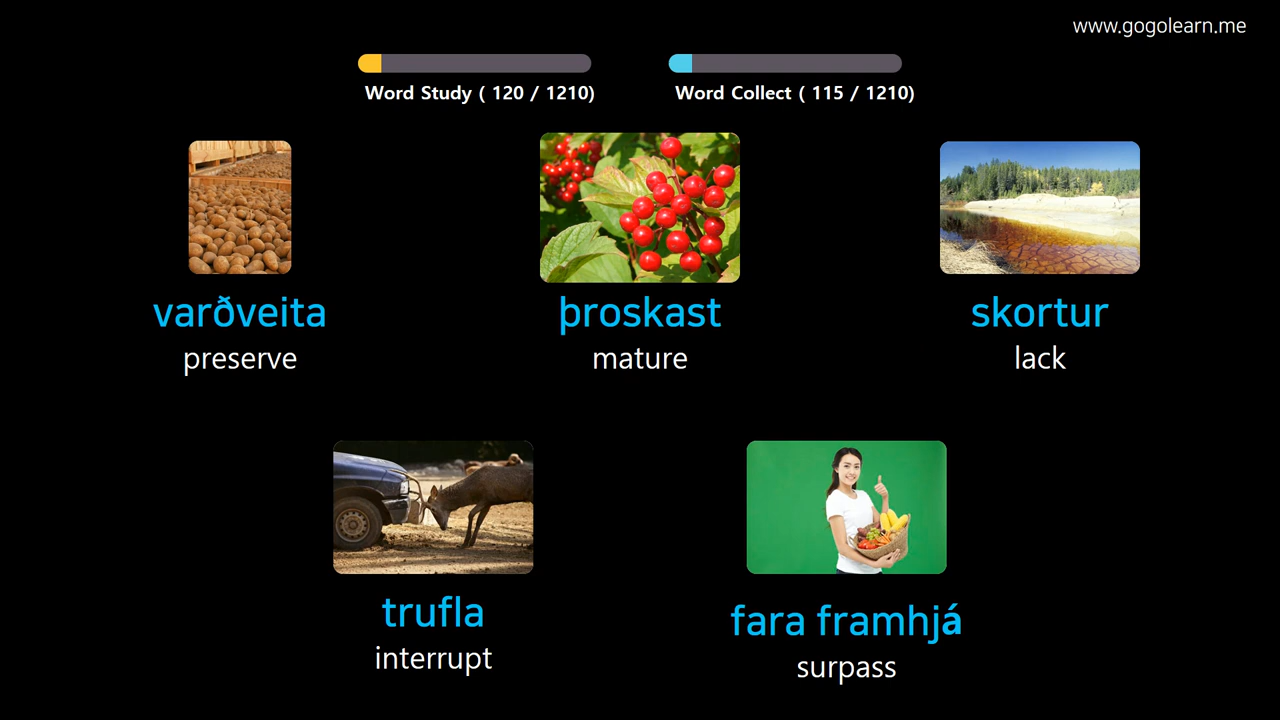 www.gogolearn.me
Word Study ( 120 / 1210)
Word Collect ( 115 / 1210)
varðveita
preserve
þroskast
mature
skortur
lack
trufla
interrupt
fara framhjá
surpass